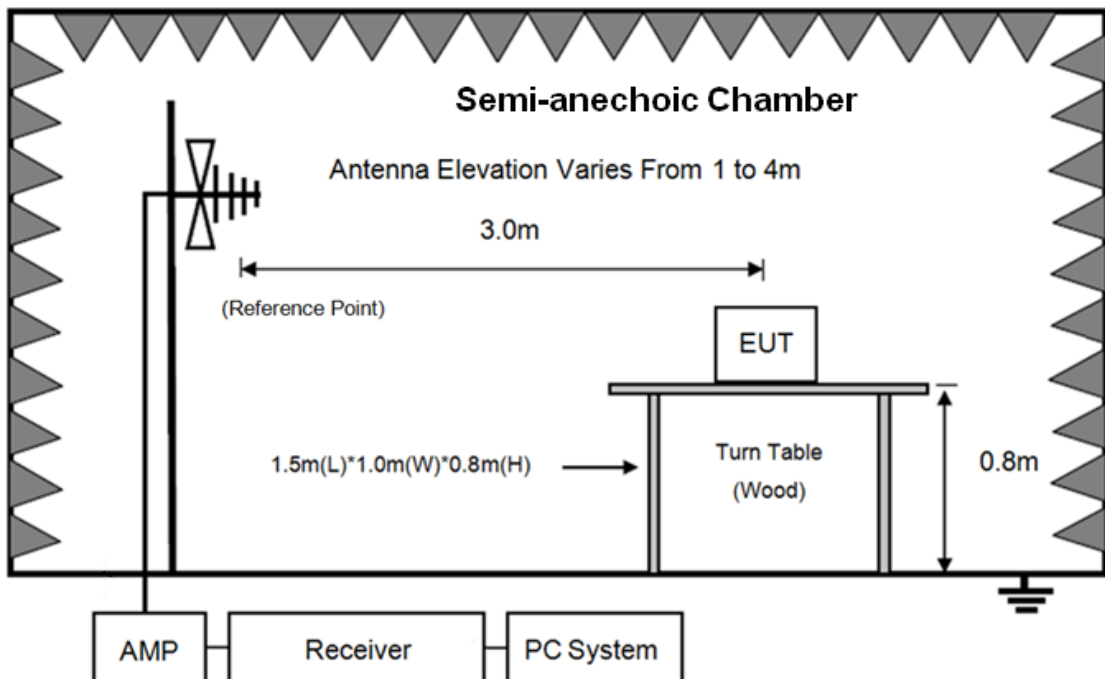 Semi-anechoic Chamber
Antenna Elevation Varies From 1 to 4m
3.0m
(Reference Point)
EUT
1.5m(L)*1.0m(W)*0.8m(H)
Turn Table
(Wood)
0.8m
AMP
Receiver
PC System